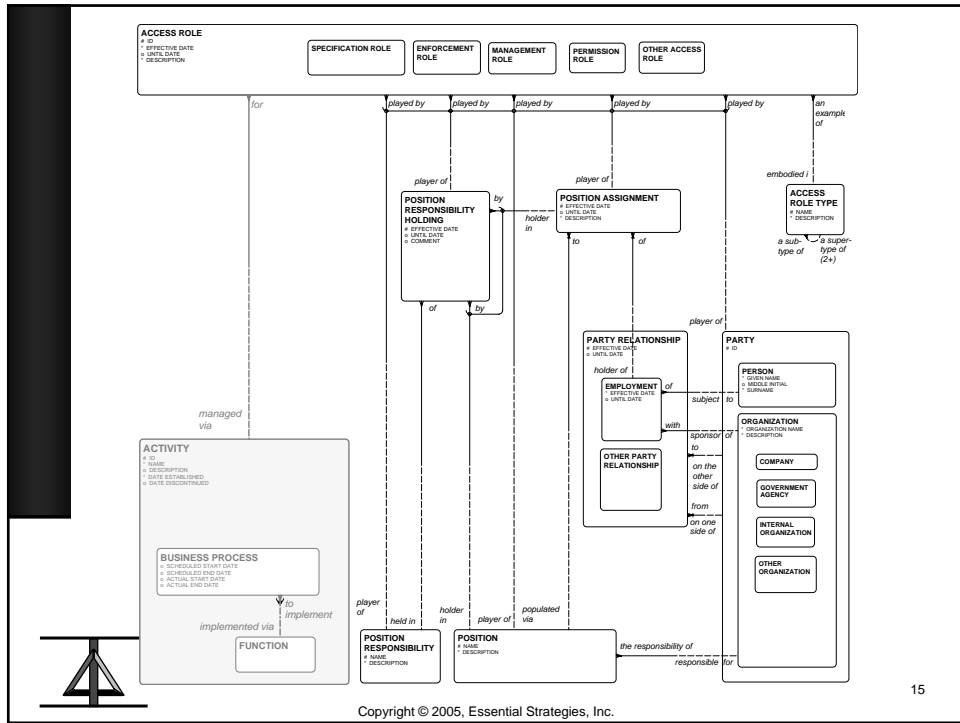 ACCESS ROLE
# ID
* EFFECTIVE DATE
o UNTIL DATE
* DESCRIPTION
SPECIFICATION ROLE
ENFORCEMENT
ROLE
MANAGEMENT
ROLE
PERMISSION
ROLE
OTHER ACCESS
ROLE
for
played by
played by
played by
played by
played by
an
example
of
player of
player of
embodied i
by
POSITION
RESPONSIBILITY
HOLDING
# EFFECTIVE DATE
o UNTIL DATE
o COMMENT
holder
in
POSITION ASSIGNMENT
# EFFECTIVE DATE
o UNTIL DATE
* DESCRIPTION
ACCESS
ROLE TYPE
# NAME
* DESCRIPTION
to
of
a sub-
type of
a super-
type of
(2+)
of
by
player of
PARTY RELATIONSHIP
# EFFECTIVE DATE
o UNTIL DATE
PARTY
# ID
holder of
EMPLOYMENT
* EFFECTIVE DATE
o UNTIL DATE
of
subject to
PERSON
* GIVEN NAME
o MIDDLE INITIAL
* SURNAME
with
sponsor of
ORGANIZATION
* ORGANIZATION NAME
* DESCRIPTION
OTHER PARTY
RELATIONSHIP
to
on the
other
side of
from
on one
side of
COMPANY
GOVERNMENT
AGENCY
INTERNAL
ORGANIZATION
OTHER
ORGANIZATION
managed
via
ACTIVITY
# ID
* NAME
o DESCRIPTION
* DATE ESTABLISHED
o DATE DISCONTINUED
BUSINESS PROCESS
o SCHEDULED START DATE
o SCHEDULED END DATE
o ACTUAL START DATE
o ACTUAL END DATE
to
implement
implemented via
FUNCTION
player
of
held in
holder
in
player of
populated
via
POSITION
RESPONSIBILITY
# NAME
* DESCRIPTION
POSITION
# NAME
* DESCRIPTION
the responsibility of
responsible for
15
Copyright © 2005, Essential Strategies, Inc.